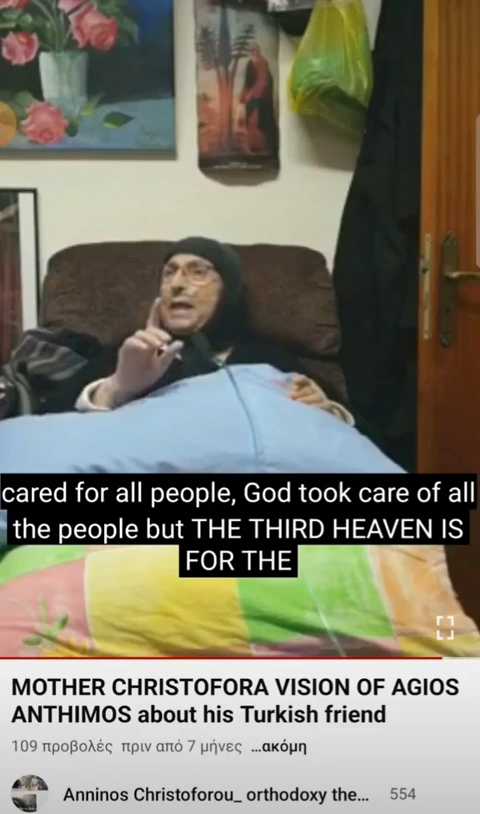 cared for all people, God took care of all
the people but THE THIRD HEAVEN IS
FOR THE
MOTHER CHRISTOFORA VISION OF AGIOS
ANTHIMOS about his Turkish friend
109 προβολές πριν από 7 μήνες ...ακόμη
Anninos Christoforou_ orthodoxy the... 554